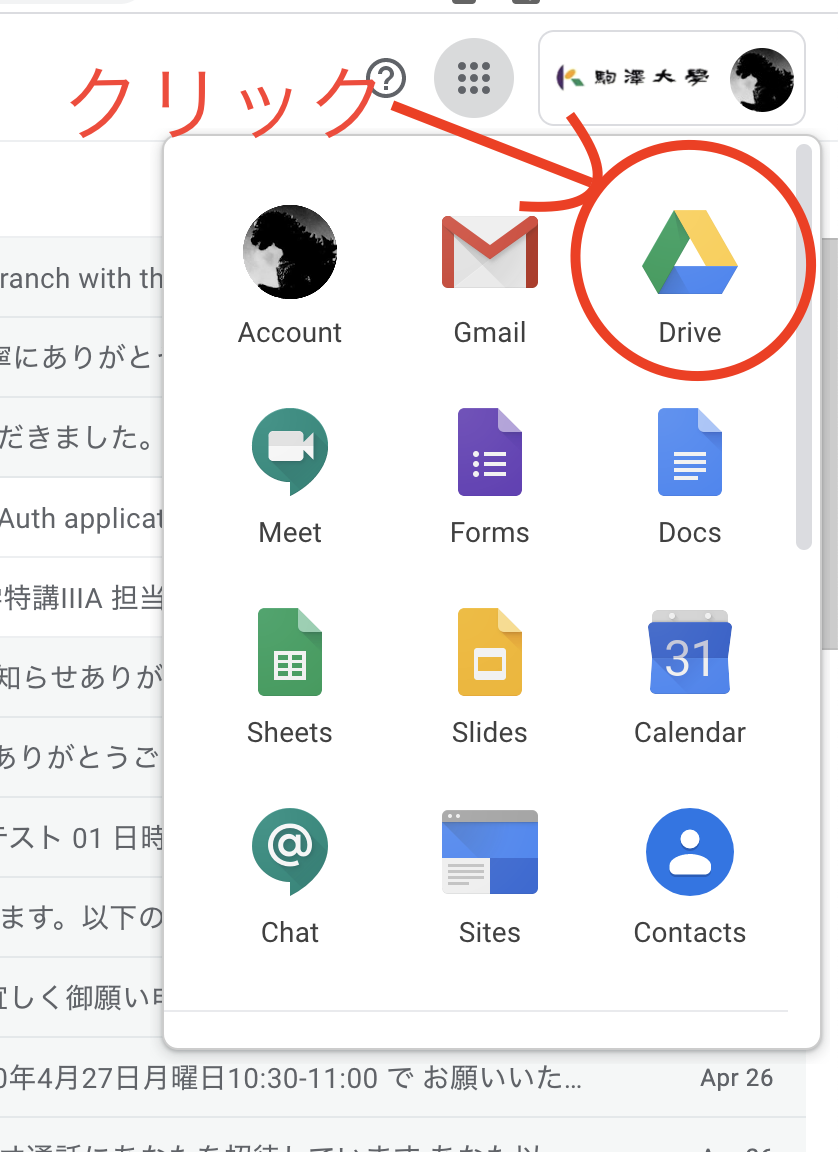 クリック
?
駒澤大學
Account
Gmail
Drive
ranch with th
寧にありがとう
だきました。
Meet
Forms
Docs
Auth applicat
特講IIIA 担当
31
知らせありが
Sheets
Slides
Calendar
ありがとうご
テスト 01 日時
@
ます。以下の
Chat
Sites
Contacts
宜しく御願い申
0年4月27日月曜日10:30-11:00 で お願いいた…
Apr 26